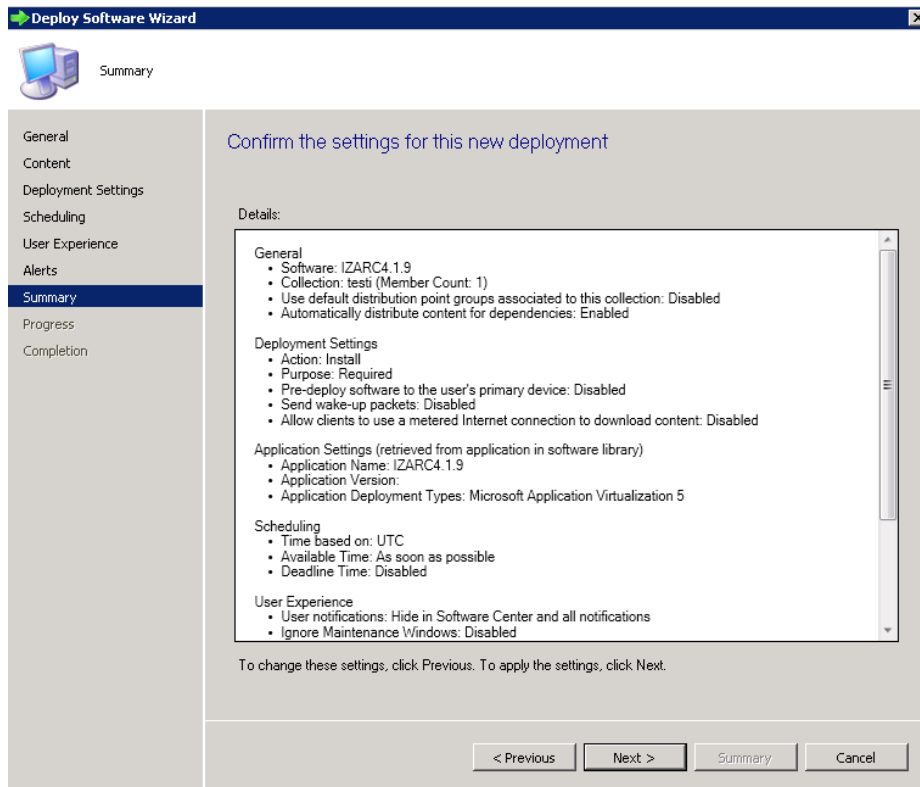 Deploy Software Wizard
Summary
General
Content
Deployment Settings
Scheduling
User Experience
Alerts
Summary
Progress
Completion
Confirm the settings for this new deployment
Details:
General
• Software: IZARC4.1.9
• Collection: testi (Member Count: 1)
• Use default distribution point groups associated to this collection: Disabled
• Automatically distribute content for dependencies: Enabled
Deployment Settings
• Action: Install
• Purpose: Required
• Pre-deploy software to the user's primary device: Disabled
• Send wake-up packets: Disabled
• Allow clients to use a metered Internet connection to download content: Disabled
Application Settings (retrieved from application in software library)
• Application Name: IZARC4.1.9
• Application Version:
• Application Deployment Types: Microsoft Application Virtualization 5
Scheduling
• Time based on: UTC
• Available Time: As soon as possible
• Deadline Time: Disabled
User Experience
• User notifications: Hide in Software Center and all notifications
• Ignore Maintenance Windows: Disabled
To change these settings, click Previous. To apply the settings, click Next.
< Previous
Next >
Summary
Cancel